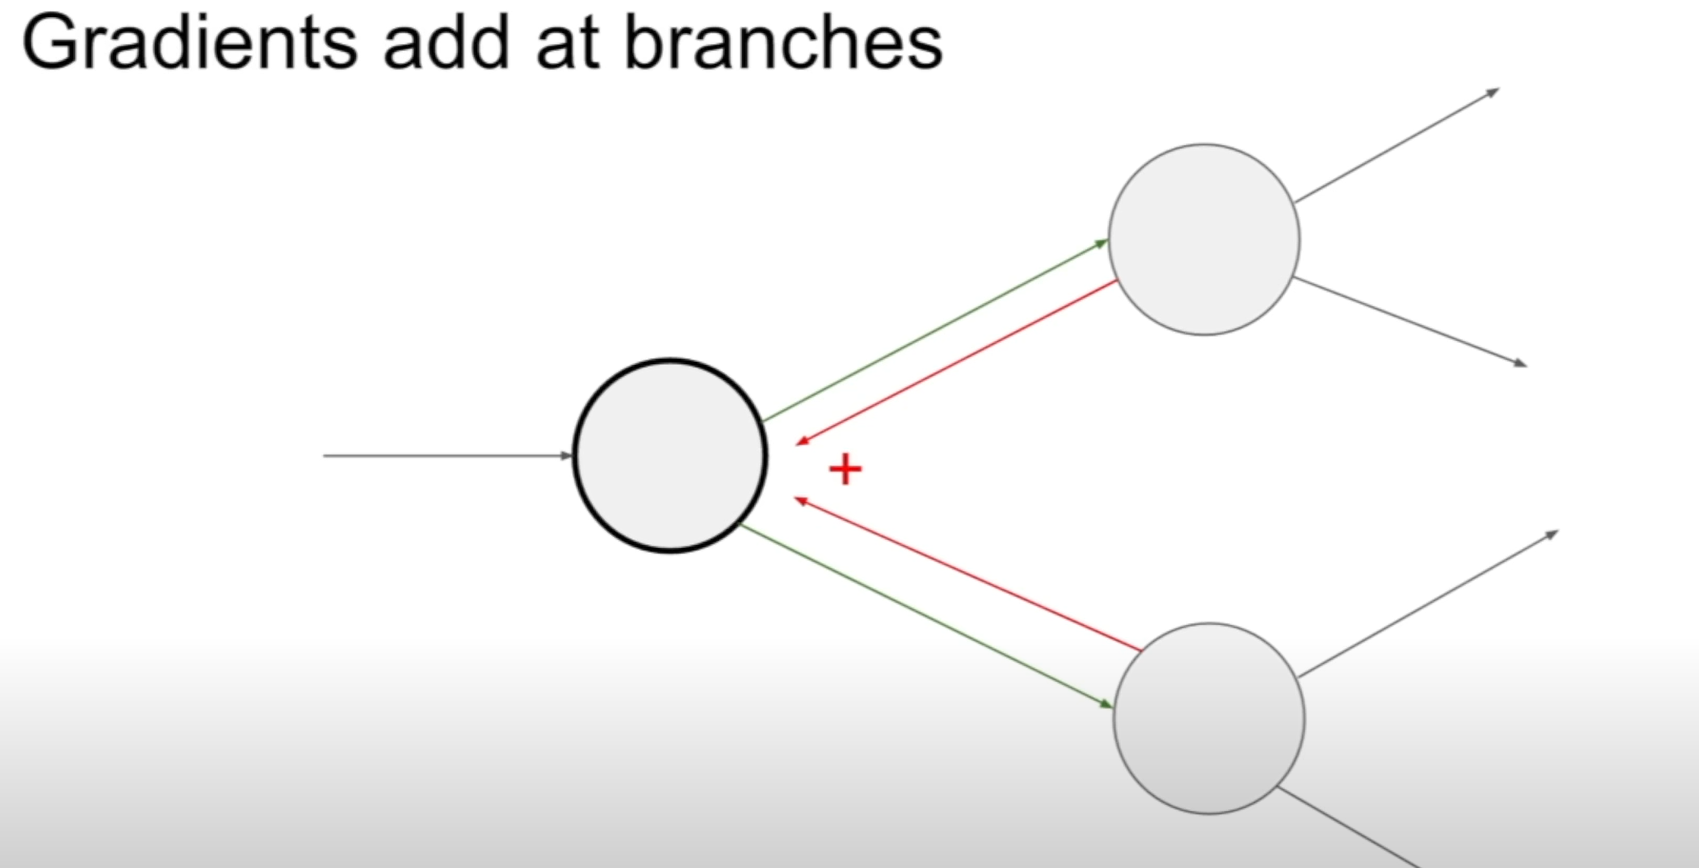 Gradients add at branches
+